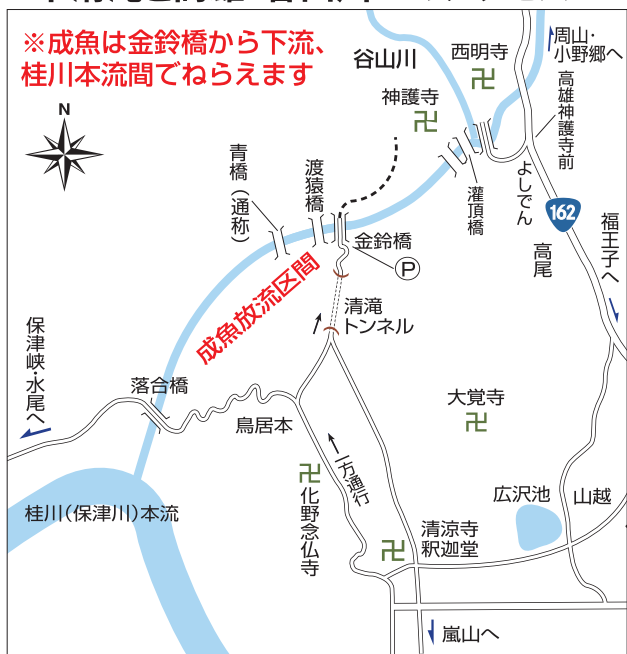 ※成魚は金鈴橋から下流、
桂川本流間でねらえます
谷山川
西明寺
周山・
小野郷へ
神護寺
高雄神護寺前
N
青橋(通称)
渡猿橋
金鈴橋
P
灌頂橋
よしでん
162
高尾
福王子へ
成魚放流区間
清滝
トンネル
保津峡・水尾へ
落合橋
鳥居本
大覚寺
一方通行
桂川(保津川)本流
化野念仏寺
広沢池
山越
清涼寺
釈迦堂
嵐山へ